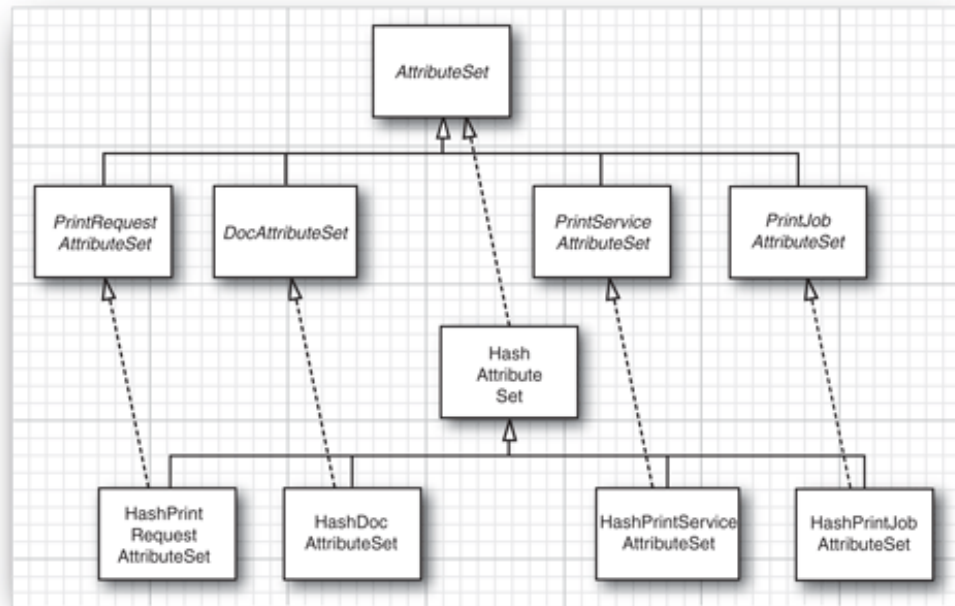 AttributeSet
PrintRequest
AttributeSet
DocAttributeSet
PrintService
AttributeSet
PrintJob
AttributeSet
Hash
Attribute
Set
HashPrint
Request
AttributeSet
HashDoc
AttributeSet
HashPrintService
AttributeSet
HashPrintJob
AttributeSet